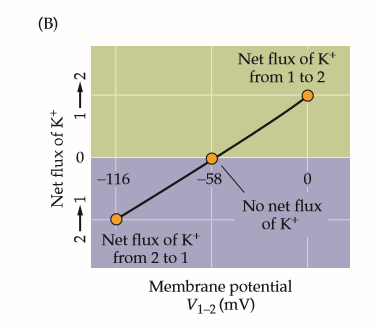 (B)
Net flux of K+
from 1 to 2
Net flux of K+
2→1
0
1→2
−116
−58
0
No net flux
of K+
Net flux of K+
from 2 to 1
Membrane potential
V1–2 (mV)